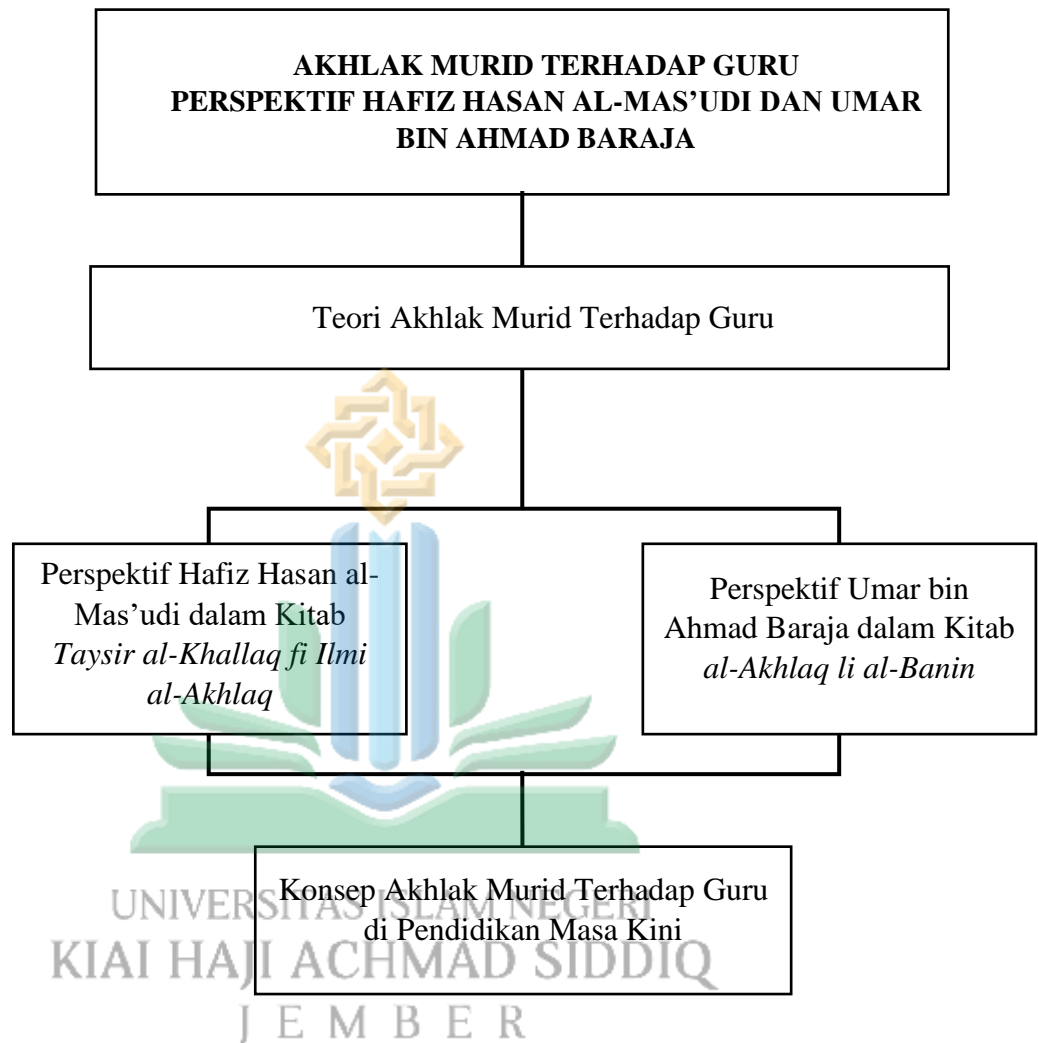 AKHLAK MURID TERHADAP GURU
PERSPEKTIF HAFIZ HASAN AL-MAS’UDI DAN UMAR
BIN AHMAD BARAJA
Teori Akhlak Murid Terhadap Guru
Perspektif Hafiz Hasan al-
Mas’udi dalam Kitab
Taysir al-Khallaq fi Ilmi
al-Akhlaq
Perspektif Umar bin
Ahmad Baraja dalam Kitab
al-Akhlaq li al-Banin
Konsep Akhlak Murid Terhadap Guru
di Pendidikan Masa Kini
UNIVERSITAS ISLAM NEGERI
KIAI HAJI ACHMAD SIDDIQ
JEMBER